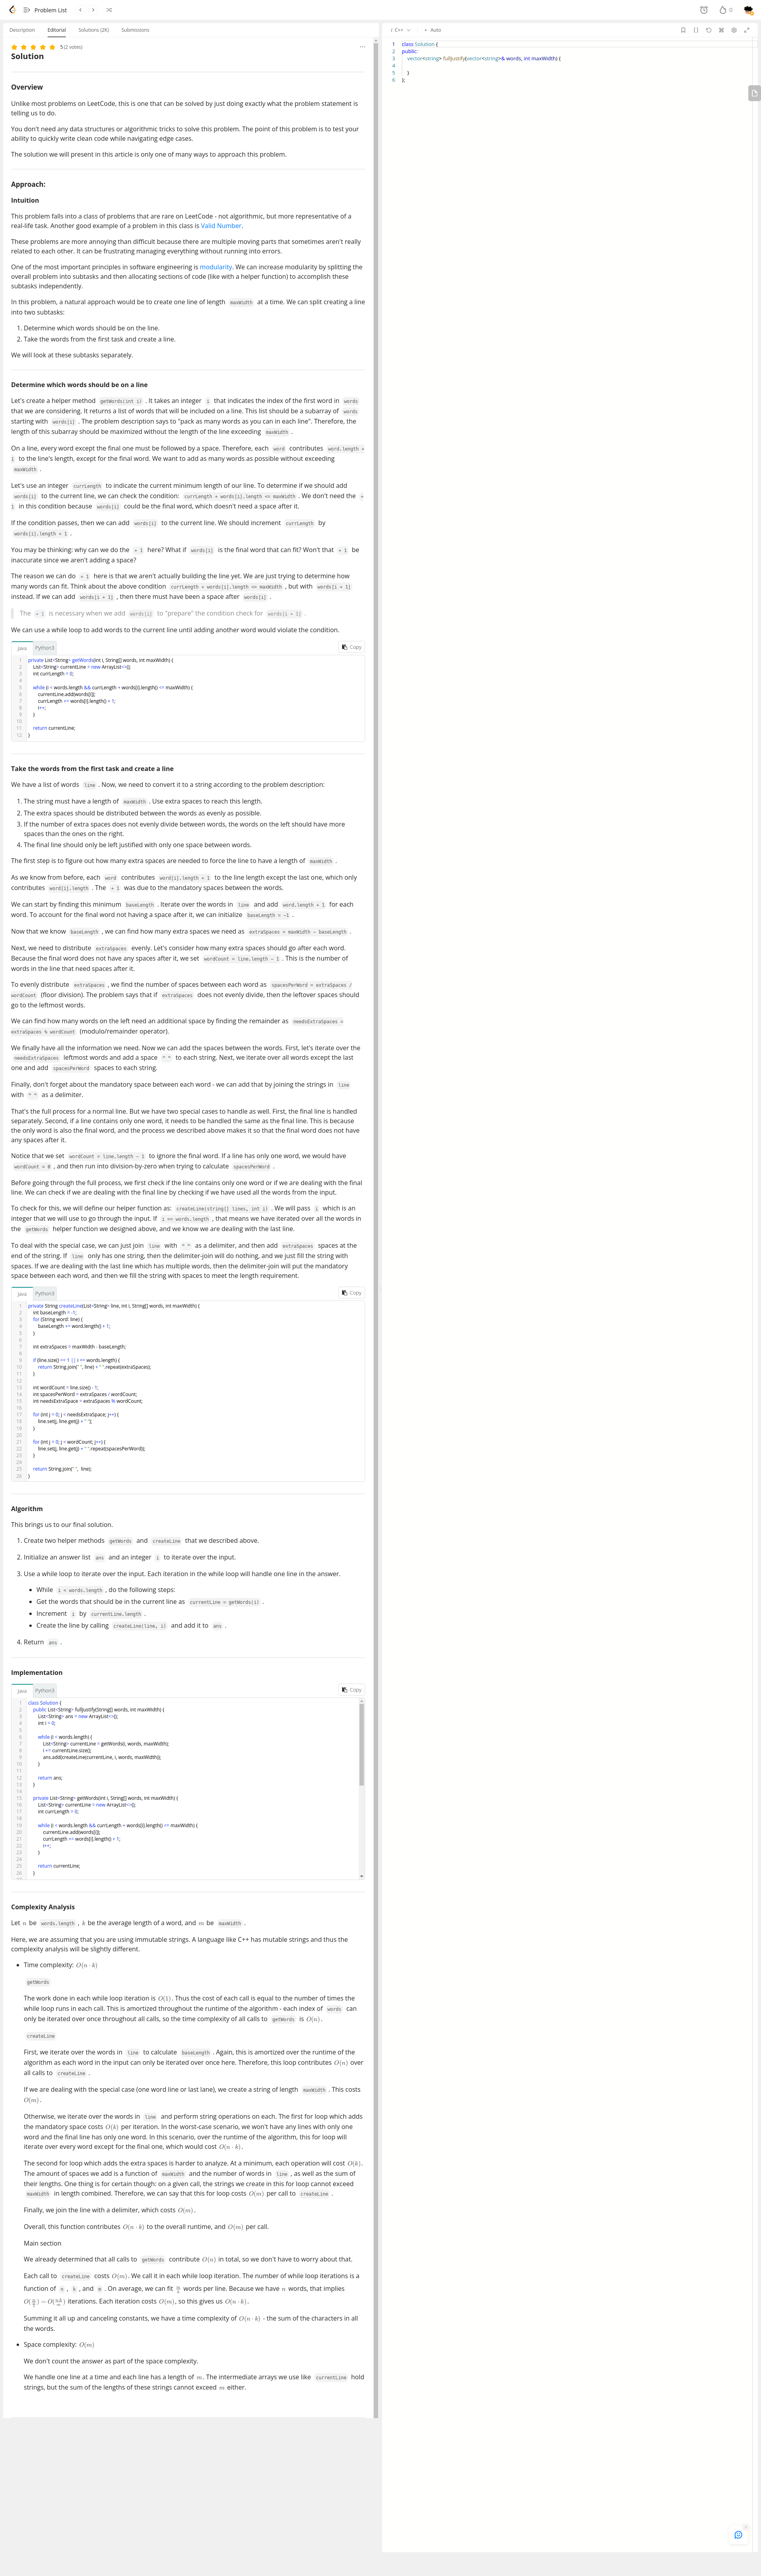 Problem List
0
Description
Editorial
Solutions (2K)
Submissions
5 (2 votes)
Solution
Overview
Unlike most problems on LeetCode, this is one that can be solved by just doing exactly what the problem statement is
telling us to do.
You don't need any data structures or algorithmic tricks to solve this problem. The point of this problem is to test your
ability to quickly write clean code while navigating edge cases.
The solution we will present in this article is only one of many ways to approach this problem.
Approach:
Intuition
This problem falls into a class of problems that are rare on LeetCode - not algorithmic, but more representative of a
real-life task. Another good example of a problem in this class is Valid Number.
These problems are more annoying than difficult because there are multiple moving parts that sometimes aren't really
related to each other. It can be frustrating managing everything without running into errors.
One of the most important principles in software engineering is modularity. We can increase modularity by splitting the
overall problem into subtasks and then allocating sections of code (like with a helper function) to accomplish these
subtasks independently.
In this problem, a natural approach would be to create one line of length maxWidth at a time. We can split creating a line
into two subtasks:
1. Determine which words should be on the line.
2. Take the words from the first task and create a line.
We will look at these subtasks separately.
Determine which words should be on a line
Let's create a helper method getWords(int i) . It takes an integer i that indicates the index of the first word in words
that we are considering. It returns a list of words that will be included on a line. This list should be a subarray of words
starting with words[i] . The problem description says to "pack as many words as you can in each line". Therefore, the
length of this subarray should be maximized without the length of the line exceeding maxWidth .
On a line, every word except the final one must be followed by a space. Therefore, each word contributes word.length +
1 to the line's length, except for the final word. We want to add as many words as possible without exceeding
maxWidth .
Let's use an integer currLength to indicate the current minimum length of our line. To determine if we should add
words[i] to the current line, we can check the condition: currLength + words[i].length <= maxWidth . We don't need the +
1 in this condition because words[i] could be the final word, which doesn't need a space after it.
If the condition passes, then we can add words[i] to the current line. We should increment currLength by
words[i].length + 1 .
You may be thinking: why can we do the + 1 here? What if words[i] is the final word that can fit? Won't that + 1 be
inaccurate since we aren't adding a space?
The reason we can do + 1 here is that we aren't actually building the line yet. We are just trying to determine how
many words can fit. Think about the above condition currLength + words[i].length <= maxWidth , but with words[i + 1]
instead. If we can add words[i + 1] , then there must have been a space after words[i] .
The + 1 is necessary when we add words[i] to "prepare" the condition check for words[i + 1] .
We can use a while loop to add words to the current line until adding another word would violate the condition.
Java
Python3
Copy
1 private List<String> getWords(int i, String[] words, int maxWidth) {
2 List<String> currentLine = new ArrayList<>();
3 int currLength = 0;
4
5 while (i < words.length && currLength + words[i].length() <= maxWidth) {
6 currentLine.add(words[i]);
7 currLength += words[i].length() + 1;
8 i++;
9 }
10
11 return currentLine;
12 }
Take the words from the first task and create a line
We have a list of words line . Now, we need to convert it to a string according to the problem description:
1. The string must have a length of maxWidth . Use extra spaces to reach this length.
2. The extra spaces should be distributed between the words as evenly as possible.
3. If the number of extra spaces does not evenly divide between words, the words on the left should have more
spaces than the ones on the right.
4. The final line should only be left justified with only one space between words.
The first step is to figure out how many extra spaces are needed to force the line to have a length of maxWidth .
As we know from before, each word contributes word[i].length + 1 to the line length except the last one, which only
contributes word[i].length . The + 1 was due to the mandatory spaces between the words.
We can start by finding this minimum baseLength . Iterate over the words in line and add word.length + 1 for each
word. To account for the final word not having a space after it, we can initialize baseLength = -1 .
Now that we know baseLength , we can find how many extra spaces we need as extraSpaces = maxWidth - baseLength .
Next, we need to distribute extraSpaces evenly. Let's consider how many extra spaces should go after each word.
Because the final word does not have any spaces after it, we set wordCount = line.length - 1 . This is the number of
words in the line that need spaces after it.
To evenly distribute extraSpaces , we find the number of spaces between each word as spacesPerWord = extraSpaces /
wordCount (floor division). The problem says that if extraSpaces does not evenly divide, then the leftover spaces should
go to the leftmost words.
We can find how many words on the left need an additional space by finding the remainder as needsExtraSpaces =
extraSpaces % wordCount (modulo/remainder operator).
We finally have all the information we need. Now we can add the spaces between the words. First, let's iterate over the
needsExtraSpaces leftmost words and add a space " " to each string. Next, we iterate over all words except the last
one and add spacesPerWord spaces to each string.
Finally, don't forget about the mandatory space between each word - we can add that by joining the strings in line
with " " as a delimiter.
That's the full process for a normal line. But we have two special cases to handle as well. First, the final line is handled
separately. Second, if a line contains only one word, it needs to be handled the same as the final line. This is because the
only word is also the final word, and the process we described above makes it so that the final word does not have
any spaces after it.
Notice that we set wordCount = line.length - 1 to ignore the final word. If a line has only one word, we would have
wordCount = 0 , and then run into division-by-zero when trying to calculate spacesPerWord .
Before going through the full process, we first check if the line contains only one word or if we are dealing with the final
line. We can check if we are dealing with the final line by checking if we have used all the words from the input.
To check for this, we will define our helper function as: createLine(string[] lines, int i) . We will pass i which is an
integer that we will use to go through the input. If i == words.length , that means we have iterated over all the words in
the getWords helper function we designed above, and we know we are dealing with the last line.
To deal with the special case, we can just join line with " " as a delimiter, and then add extraSpaces spaces at the
end of the string. If line only has one string, then the delimiter-join will do nothing, and we just fill the string with
spaces. If we are dealing with the last line which has multiple words, then the delimiter-join will put the mandatory
space between each word, and then we fill the string with spaces to meet the length requirement.
Java
Python3
Copy
1 private String createLine(List<String> line, int i, String[] words, int maxWidth) {
2 int baseLength = -1;
3 for (String word: line) {
4 baseLength += word.length() + 1;
5 }
6
7 int extraSpaces = maxWidth - baseLength;
8
9 if (line.size() == 1 || i == words.length) {
10 return String.join(" ", line) + " ".repeat(extraSpaces);
11 }
12
13 int wordCount = line.size() - 1;
14 int spacesPerWord = extraSpaces / wordCount;
15 int needsExtraSpace = extraSpaces % wordCount;
16
17 for (int j = 0; j < needsExtraSpace; j++) {
18 line.set(j, line.get(j) + " ");
19 }
20
21 for (int j = 0; j < wordCount; j++) {
22 line.set(j, line.get(j) + " ".repeat(spacesPerWord));
23 }
24
25 return String.join(" ", line);
26 }
Algorithm
This brings us to our final solution.
1. Create two helper methods getWords and createLine that we described above.
2. Initialize an answer list ans and an integer i to iterate over the input.
3. Use a while loop to iterate over the input. Each iteration in the while loop will handle one line in the answer.
While i < words.length , do the following steps:
Get the words that should be in the current line as currentLine = getWords(i) .
Increment i by currentLine.length .
Create the line by calling createLine(line, i) and add it to ans .
4. Return ans .
Implementation
Java
Python3
Copy
1 class Solution {
2 public List<String> fullJustify(String[] words, int maxWidth) {
3 List<String> ans = new ArrayList<>();
4 int i = 0;
5
6 while (i < words.length) {
7 List<String> currentLine = getWords(i, words, maxWidth);
8 i += currentLine.size();
9 ans.add(createLine(currentLine, i, words, maxWidth));
10 }
11
12 return ans;
13 }
14
15 private List<String> getWords(int i, String[] words, int maxWidth) {
16 List<String> currentLine = new ArrayList<>();
17 int currLength = 0;
18
19 while (i < words.length && currLength + words[i].length() <= maxWidth) {
20 currentLine.add(words[i]);
21 currLength += words[i].length() + 1;
22 i++;
23 }
24
25 return currentLine;
26 }
Complexity Analysis
Let n be words.length , k be the average length of a word, and m be maxWidth .
Here, we are assuming that you are using immutable strings. A language like C++ has mutable strings and thus the
complexity analysis will be slightly different.
Time complexity: O(n · k)
getWords
The work done in each while loop iteration is O(1). Thus the cost of each call is equal to the number of times the
while loop runs in each call. This is amortized throughout the runtime of the algorithm - each index of words can
only be iterated over once throughout all calls, so the time complexity of all calls to getWords is O(n).
createLine
First, we iterate over the words in line to calculate baseLength . Again, this is amortized over the runtime of the
algorithm as each word in the input can only be iterated over once here. Therefore, this loop contributes O(n) over
all calls to createLine .
If we are dealing with the special case (one word line or last lane), we create a string of length maxWidth . This costs
O(m).
Otherwise, we iterate over the words in line and perform string operations on each. The first for loop which adds
the mandatory space costs O(k) per iteration. In the worst-case scenario, we won't have any lines with only one
word and the final line has only one word. In this scenario, over the runtime of the algorithm, this for loop will
iterate over every word except for the final one, which would cost O(n · k).
The second for loop which adds the extra spaces is harder to analyze. At a minimum, each operation will cost O(k).
The amount of spaces we add is a function of maxWidth and the number of words in line , as well as the sum of
their lengths. One thing is for certain though: on a given call, the strings we create in this for loop cannot exceed
maxWidth in length combined. Therefore, we can say that this for loop costs O(m) per call to createLine .
Finally, we join the line with a delimiter, which costs O(m).
Overall, this function contributes O(n · k) to the overall runtime, and O(m) per call.
Main section
We already determined that all calls to getWords contribute O(n) in total, so we don't have to worry about that.
Each call to createLine costs O(m). We call it in each while loop iteration. The number of while loop iterations is a
function of n , k , and m . On average, we can fit m/k words per line. Because we have n words, that implies
iterations. Each iteration costs O(m), so this gives us O(n · k).
Summing it all up and canceling constants, we have a time complexity of O(n · k) - the sum of the characters in all
the words.
Space complexity: O(m)
We don't count the answer as part of the space complexity.
We handle one line at a time and each line has a length of m. The intermediate arrays we use like currentLine hold
strings, but the sum of the lengths of these strings cannot exceed m either.
i C++
Auto
1 class Solution {
2 public:
3 vector<string> fullJustify(vector<string>& words, int maxWidth) {
4
5 }
6 };